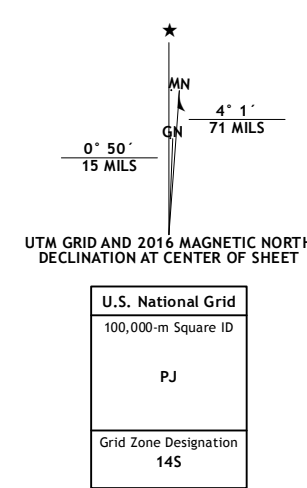 ★
MN
GN
4° 1´
71 MILS
0° 50´
15 MILS
UTM GRID AND 2016 MAGNETIC NORTH
DECLINATION AT CENTER OF SHEET
U.S. National Grid
100,000-m Square ID
PJ
Grid Zone Designation
14S